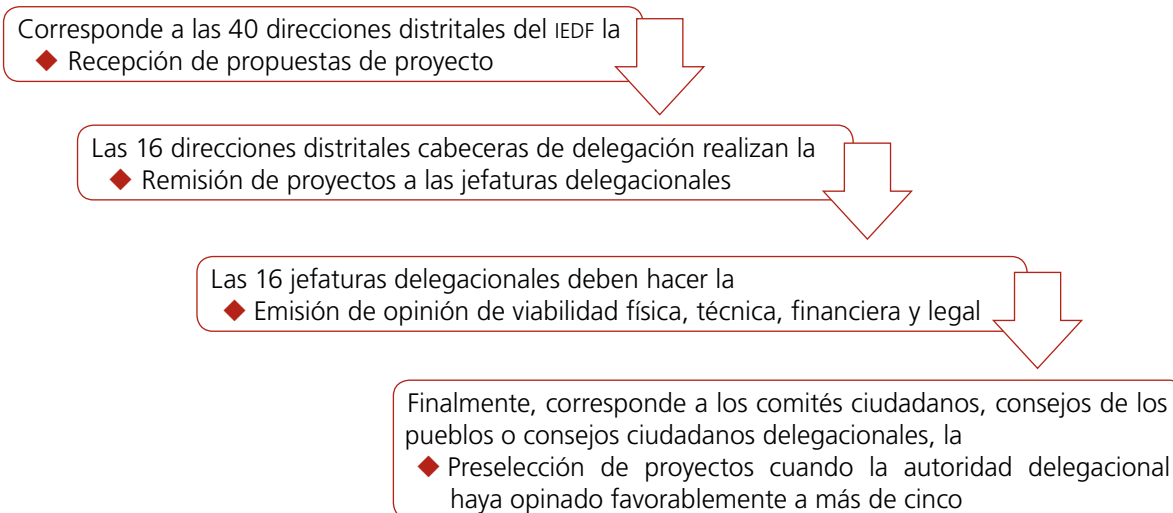 Corresponde a las 40 direcciones distritales del IEDF la
◆ Recepción de propuestas de proyecto
Las 16 direcciones distritales cabeceras de delegación realizan la
◆ Remisión de proyectos a las jefaturas delegacionales
Las 16 jefaturas delegacionales deben hacer la
◆ Emisión de opinión de viabilidad física, técnica, financiera y legal
Finalmente, corresponde a los comités ciudadanos, consejos de los
pueblos o consejos ciudadanos delegacionales, la
◆ Preselección de proyectos cuando la autoridad delegacional
haya opinado favorablemente a más de cinco